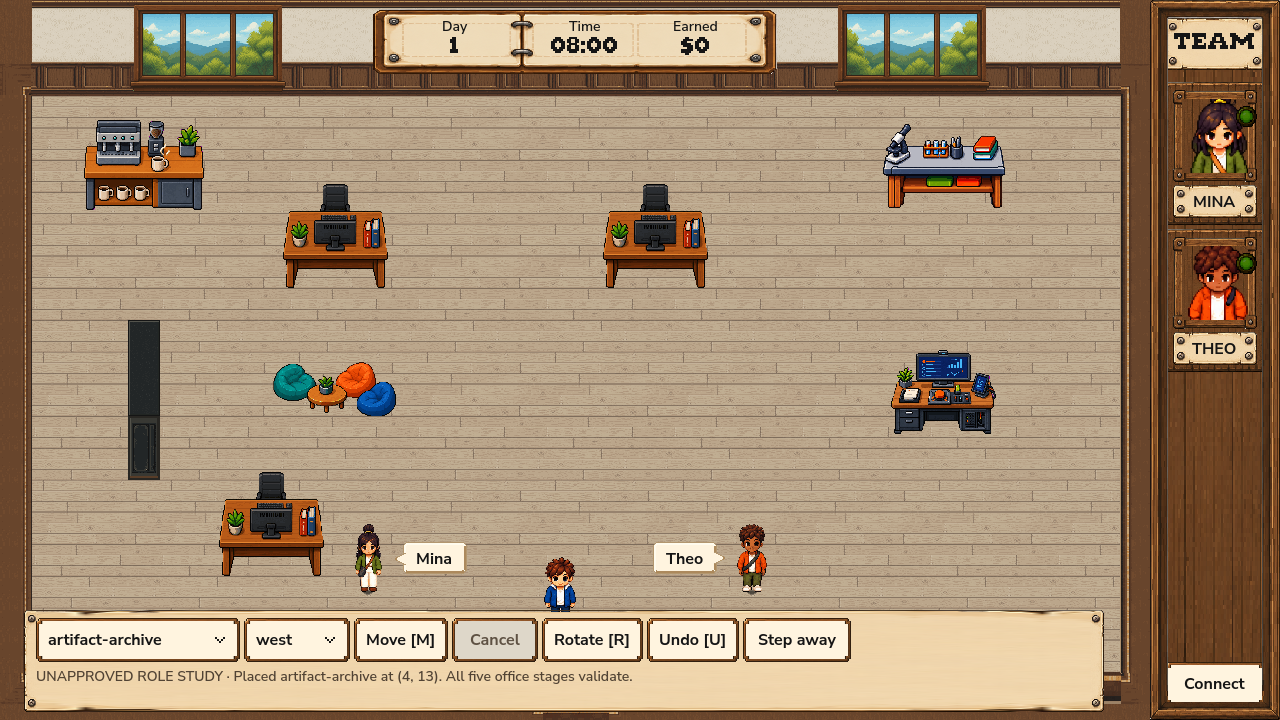 Day
1
Time
08:00
Earned
$0
TEAM
MINA
THEO
Mina
Theo
artifact-archive
west
Move [M]
Cancel
Rotate [R]
Undo [U]
Step away
UNAPPROVED ROLE STUDY · Placed artifact-archive at (4, 13). All five office stages validate.
Connect